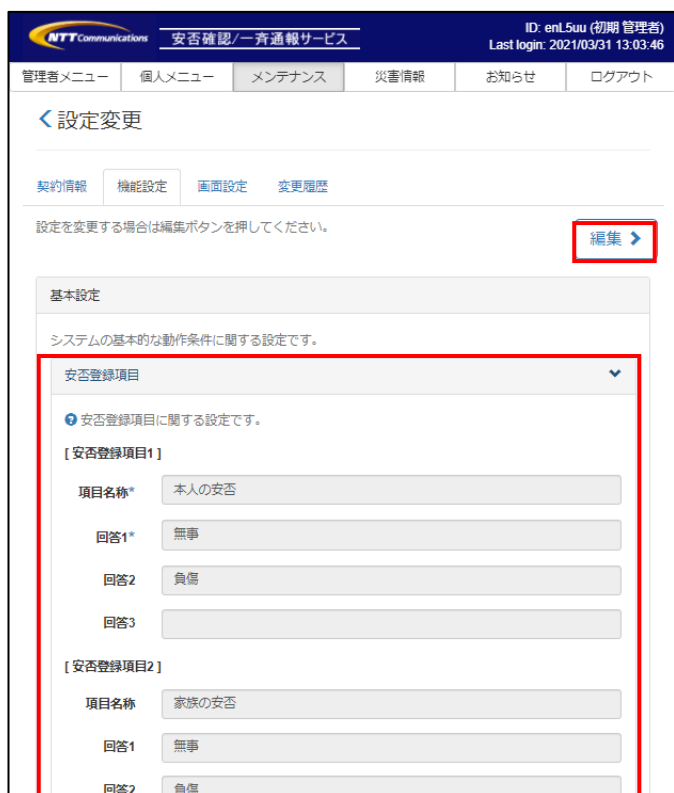 NTT Communications 安否確認/一斉通報サービス
ID: enL5uu (初期 管理者)
Last login: 2021/03/31 13:03:46
管理者メニュー 個人メニュー メンテナンス 災害情報 お知らせ ログアウト
設定変更
契約情報 機能設定 画面設定 変更履歴
設定を変更する場合は編集ボタンを押してください。
編集
基本設定
システムの基本的な動作条件に関する設定です。
安否登録項目
安否登録項目に関する設定です。
[ 安否登録項目1 ]
項目名称* 本人の安否
回答1* 無事
回答2 負傷
回答3
[ 安否登録項目2 ]
項目名称 家族の安否
回答1 無事
回答2 負傷